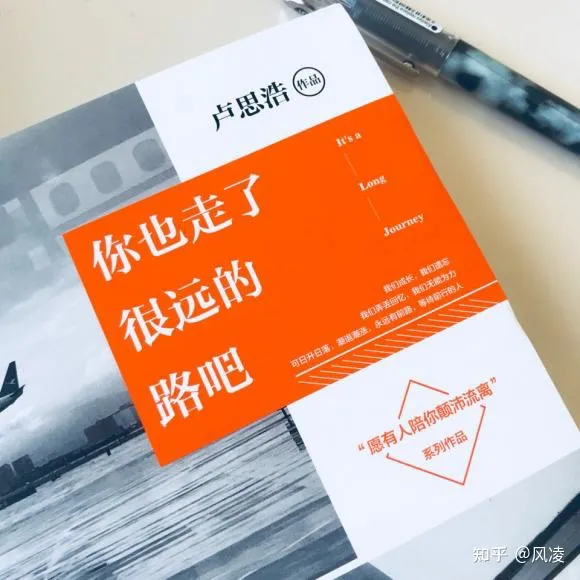 卢思浩 作品
你也走了
很远的
路吧
It's a
Long
Journey
我们成长，我们遗忘
我们弄丢回忆，我们无能为力
可日升日落，潮退潮涨，永远有前路，等待前行的人
“愿有人陪你颠沛流离”
系列作品
知乎 @风凌